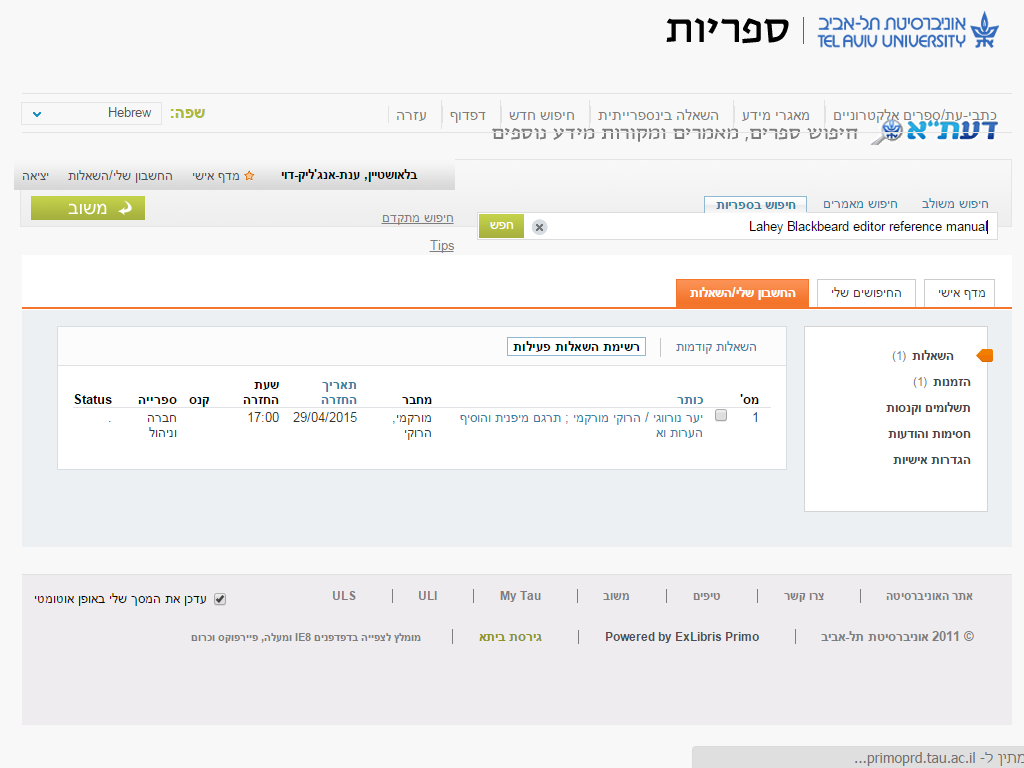 ספריות
אוניברסיטת תל-אביב
TEL AVIV UNIVERSITY
כתבי-עת/ספרים אלקטרוניים
מאגרי מידע
השאלה בינספרייתית
חיפוש חדש
דפדוף
עזרה
שפה:
Hebrew
דעת"א
חיפוש ספרים, מאמרים ומקורות מידע נוספים
בלאושטיין, ענת-אנג'ליק-דוי
מדף אישי
החשבון שלי/השאלות
יציאה
חיפוש משולב
חיפוש מאמרים
חיפוש בספריות
משוב
Lahey Blackbeard editor reference manual
חפש
חיפוש מתקדם
Tips
מדף אישי
החיפושים שלי
החשבון שלי/השאלות
השאלות (1)
הזמנות (1)
תשלומים וקנסות
חסימות והודעות
הגדרות אישיות
השאלות קודמות
רשימת השאלות פעילות
מס' כותר מחבר תאריך החזרה שעת החזרה קנס ספרייה Status
1 יער נורווגי / הרוקי מורקמי ; תרגם מיפנית והוסיף הערות וא מורקמי, הרוקי 29/04/2015 17:00 חברה וניהול .
אתר האוניברסיטה
צרו קשר
טיפים
משוב
My Tau
ULI
ULS
עדכן את המסך שלי באופן אוטומטי
© 2011 אוניברסיטת תל-אביב
Powered by ExLibris Primo
גירסת ביתא
מומלץ לצפייה בדפדפנים IE8 ומעלה, פיירפוקס וכרום
מתין ל- primoprd.tau.ac.il...